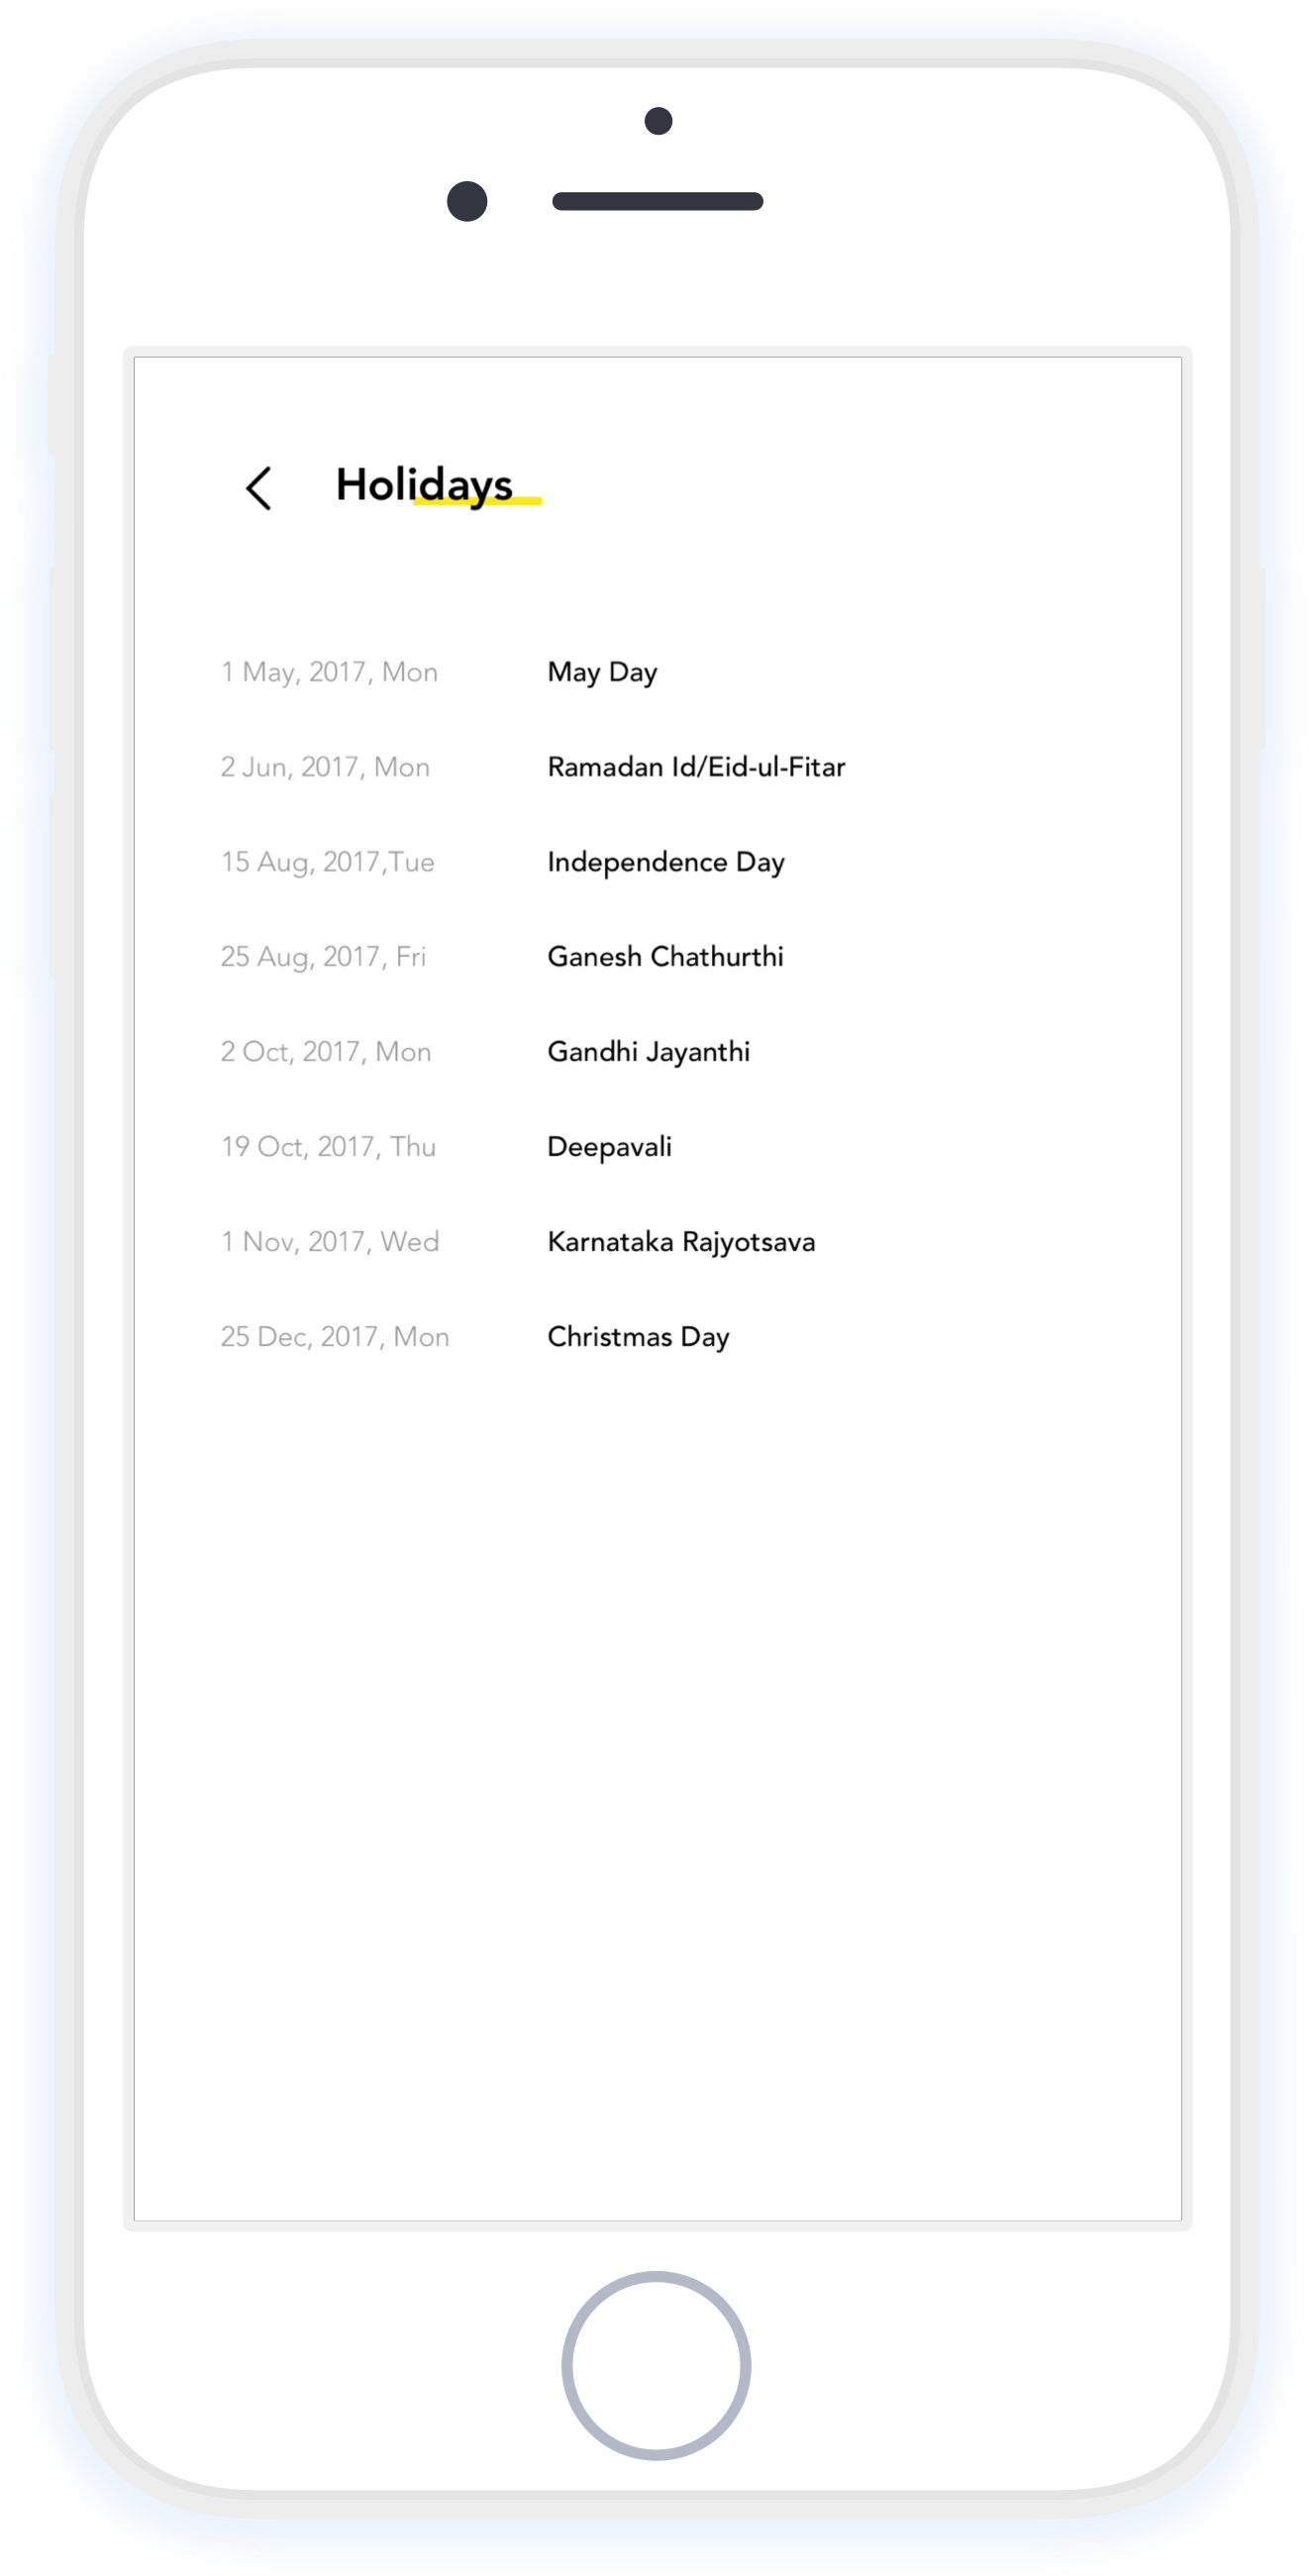 Holidays
1 May, 2017, Mon May Day
2 Jun, 2017, Mon Ramadan Id/Eid-ul-Fitar
15 Aug, 2017,Tue Independence Day
25 Aug, 2017, Fri Ganesh Chathurthi
2 Oct, 2017, Mon Gandhi Jayanthi
19 Oct, 2017, Thu Deepavali
1 Nov, 2017, Wed Karnataka Rajyotsava
25 Dec, 2017, Mon Christmas Day